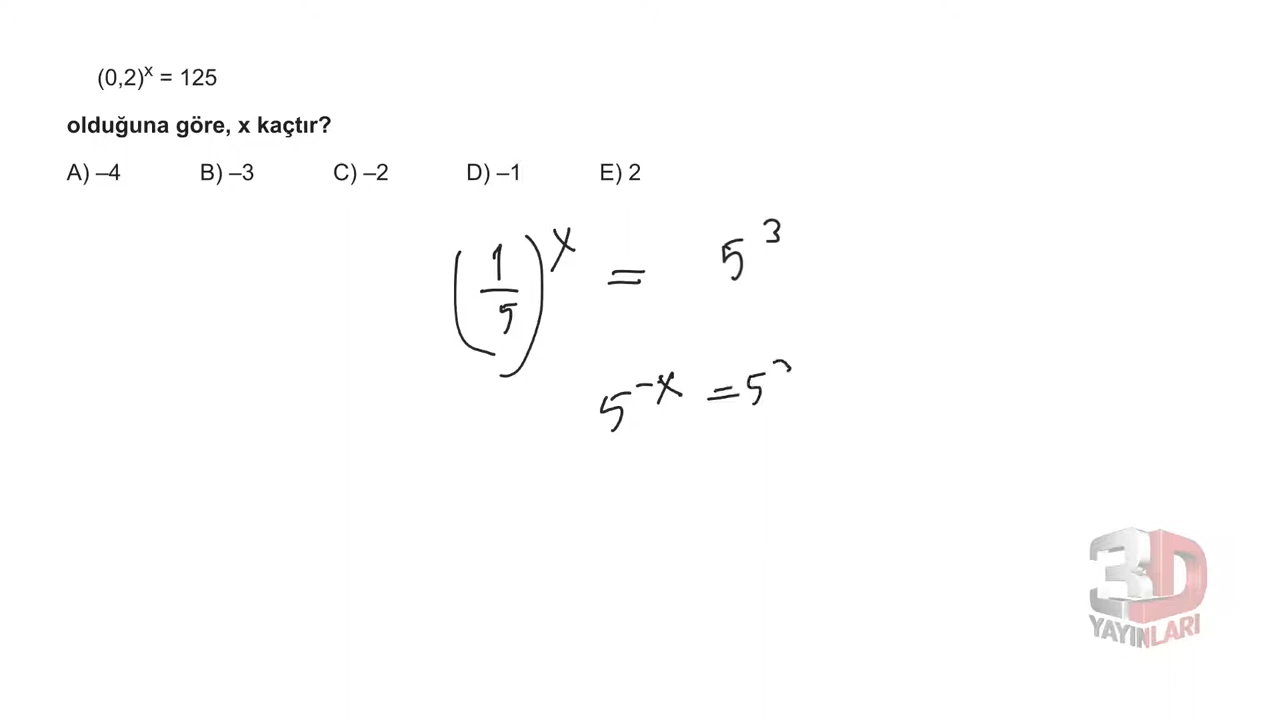 (0,2)^x = 125
olduğuna göre, x kaçtır?
A) –4 B) –3 C) –2 D) –1 E) 2
(1/5)^x = 5^3
5^-x = 5^3
3D
YAYINLARI